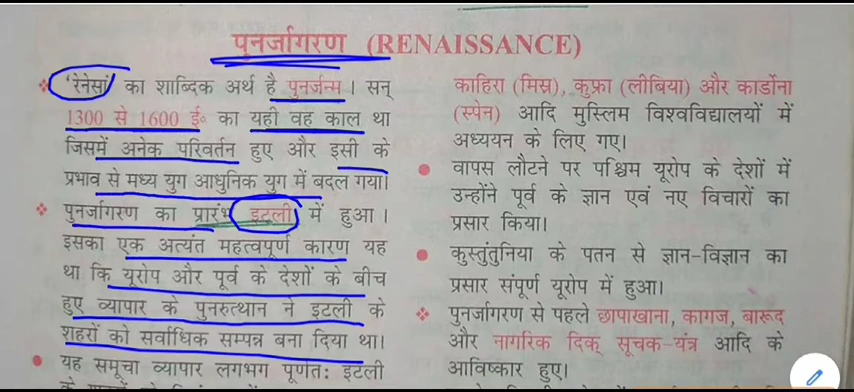 पुनर्जागरण (RENAISSANCE)
'रेनेसां' का शाब्दिक अर्थ है पुनर्जन्म। सन्
1300 से 1600 ई॰ का यही वह काल था
जिसमें अनेक परिवर्तन हुए और इसी के
प्रभाव से मध्य युग आधुनिक युग में बदल गया।
पुनर्जागरण का प्रारंभ इटली में हुआ।
इसका एक अत्यंत महत्वपूर्ण कारण यह
था कि यूरोप और पूर्व के देशों के बीच
हुए व्यापार के पुनरुत्थान ने इटली के
शहरों को सर्वाधिक सम्पन्न बना दिया था।
यह समूचा व्यापार लगभग पूर्णत: इटली
काहिरा (मिस्र), कुफ्रा (लीबिया) और कार्डोना
(स्पेन) आदि मुस्लिम विश्वविद्यालयों में
अध्ययन के लिए गए।
वापस लौटने पर पश्चिम यूरोप के देशों में
उन्होंने पूर्व के ज्ञान एवं नए विचारों का
प्रसार किया।
कुस्तुंतुनिया के पतन से ज्ञान-विज्ञान का
प्रसार संपूर्ण यूरोप में हुआ।
पुनर्जागरण से पहले छापाखाना, कागज, बारूद
और नागरिक दिक् सूचक-यंत्र आदि के
आविष्कार हुए।